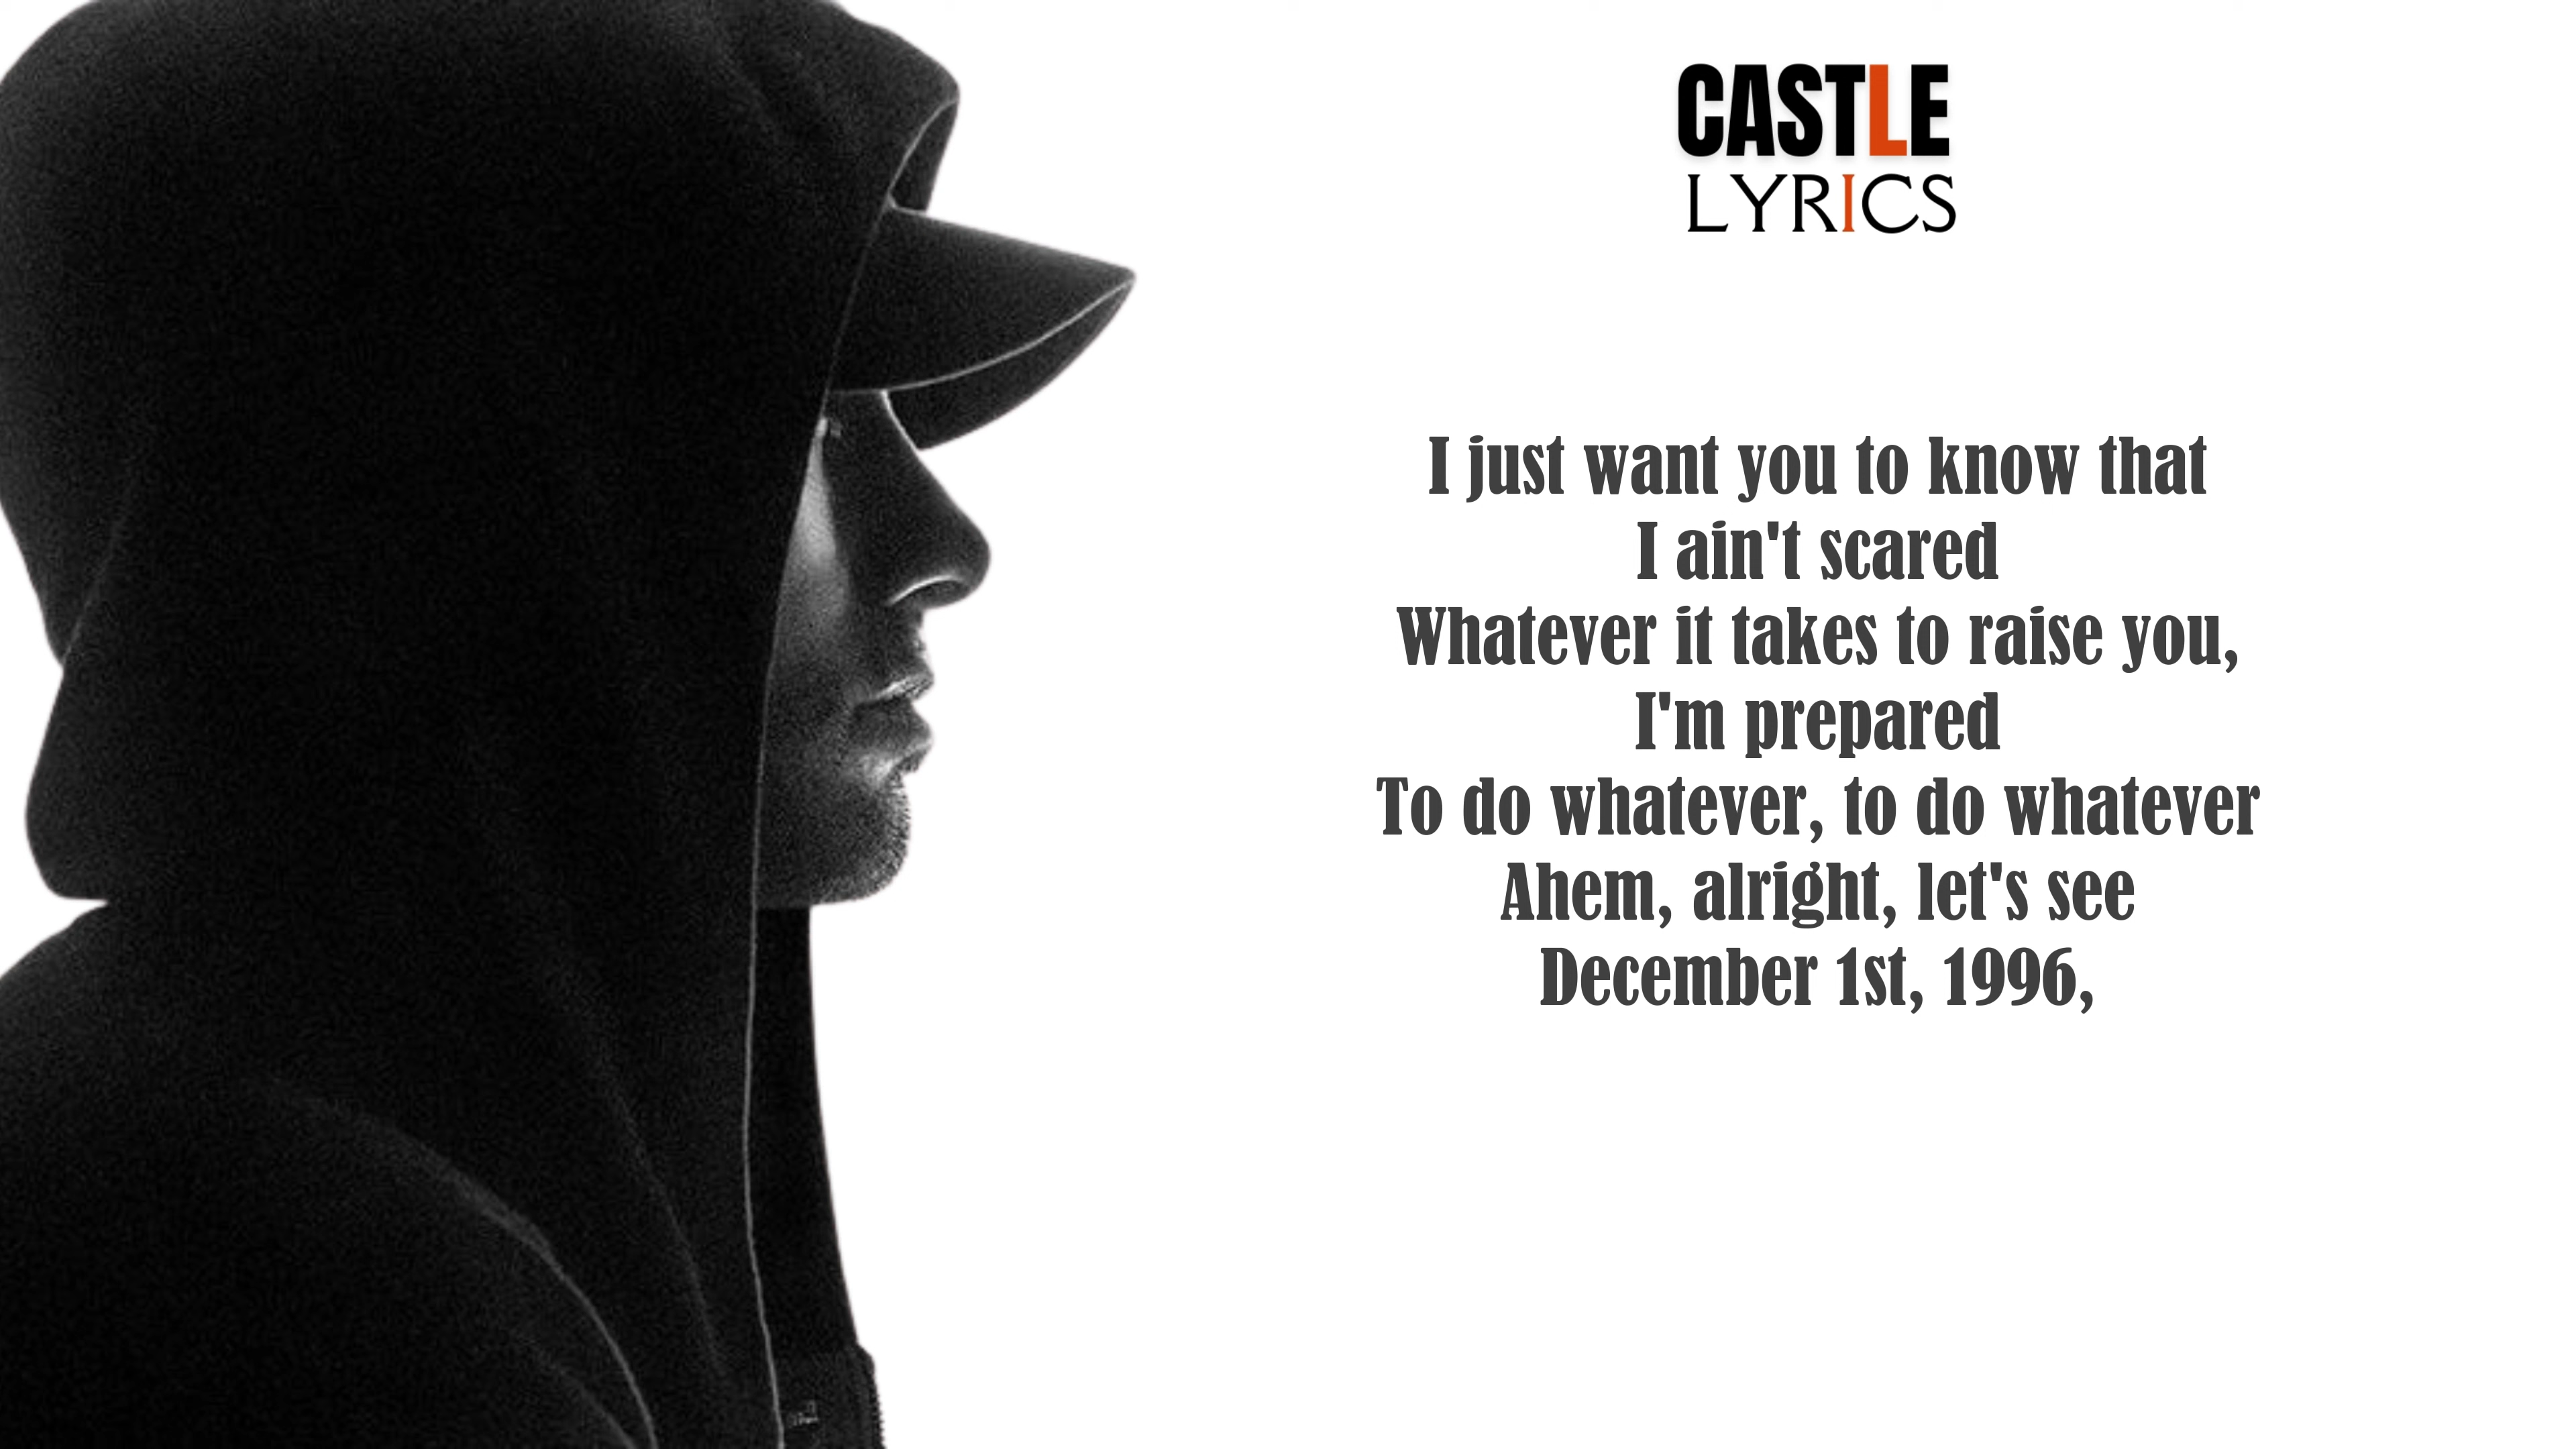 CASTLE
LYRICS
I just want you to know that
I ain't scared
Whatever it takes to raise you,
I'm prepared
To do whatever, to do whatever
Ahem, alright, let's see
December 1st, 1996,